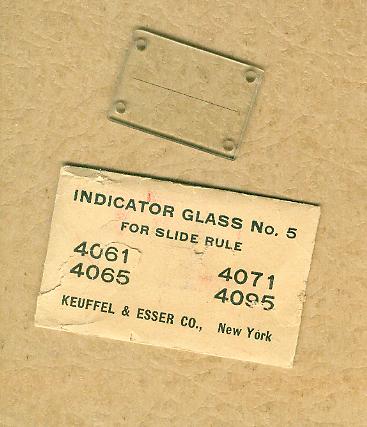 INDICATOR GLASS No. 5
FOR SLIDE RULE
4061
4065 4071
4095
KEUFFEL & ESSER CO., New York